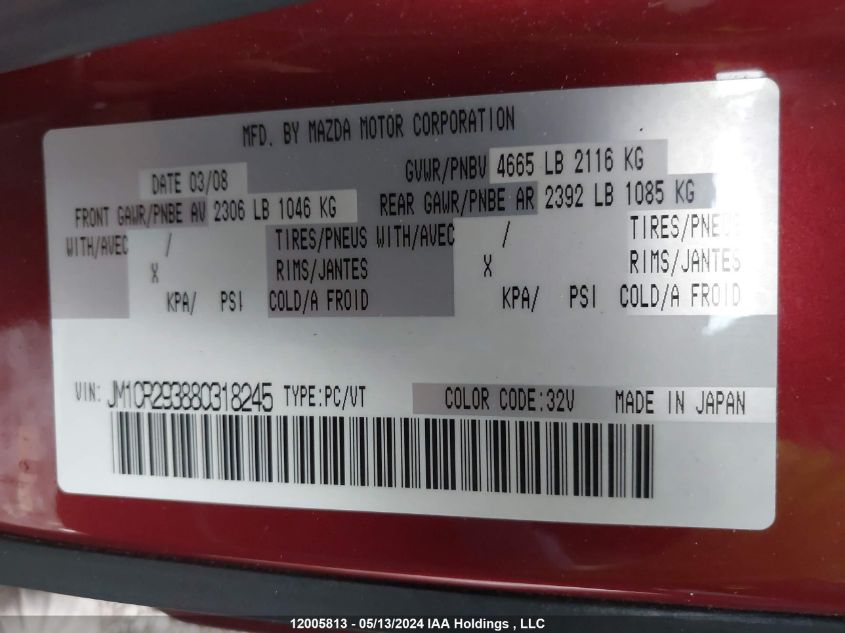 MFD. BY MAZDA MOTOR CORPORATION
DATE 03/08 GVWR/PNBV 4665 LB 2116 KG
FRONT GAWR/PNBE AV 2306 LB 1046 KG REAR GAWR/PNBE AR 2392 LB 1085 KG
WITH/AVEC / TIRES/PNEUS WITH/AVEC / TIRES/PNEUS
X RIMS/JANTES X RIMS/JANTES
KPA/ PSI COLD/A FROID KPA/ PSI COLD/A FROID
VIN: JM1CR293880318245 TYPE:PC/VT COLOR CODE:32V MADE IN JAPAN
12005813 - 05/13/2024 IAA Holdings , LLC